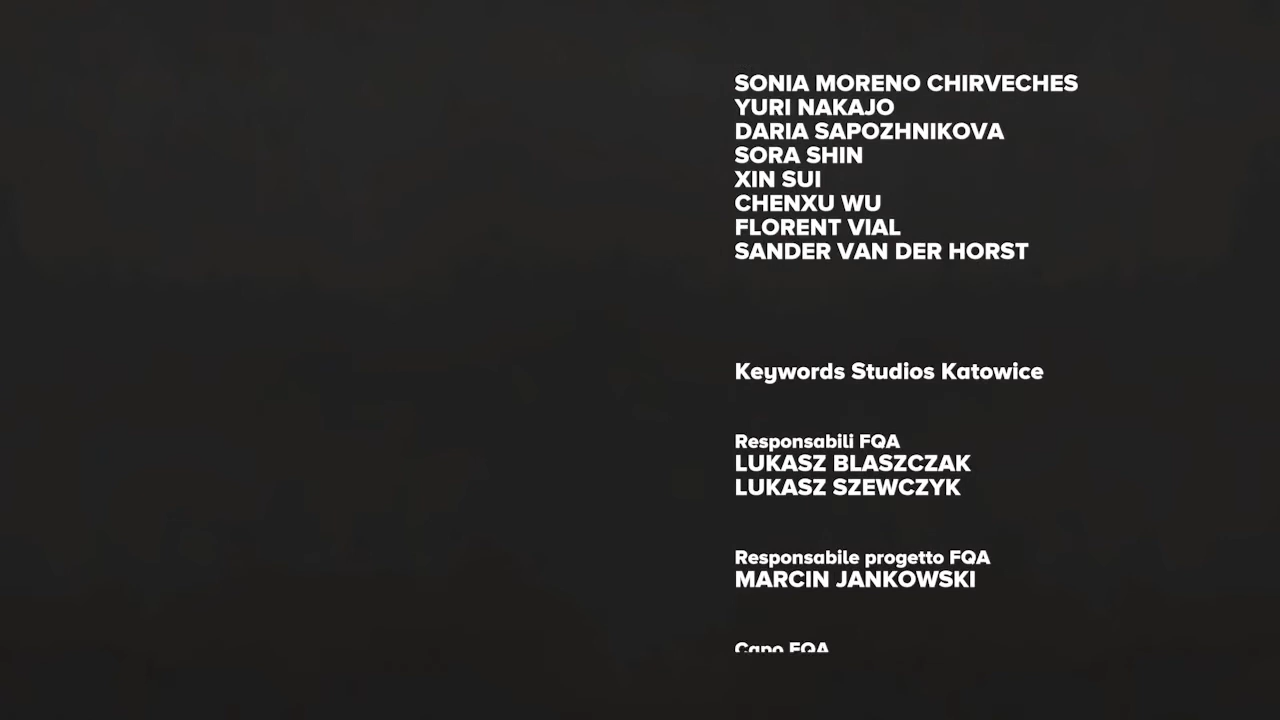 SONIA MORENO CHIRVECHES
YURI NAKAJO
DARIA SAPOZHNIKOVA
SORA SHIN
XIN SUI
CHENXU WU
FLORENT VIAL
SANDER VAN DER HORST
Keywords Studios Katowice
Responsabili FQA
LUKASZ BLASZCZAK
LUKASZ SZEWCZYK
Responsabile progetto FQA
MARCIN JANKOWSKI
Capo FQA